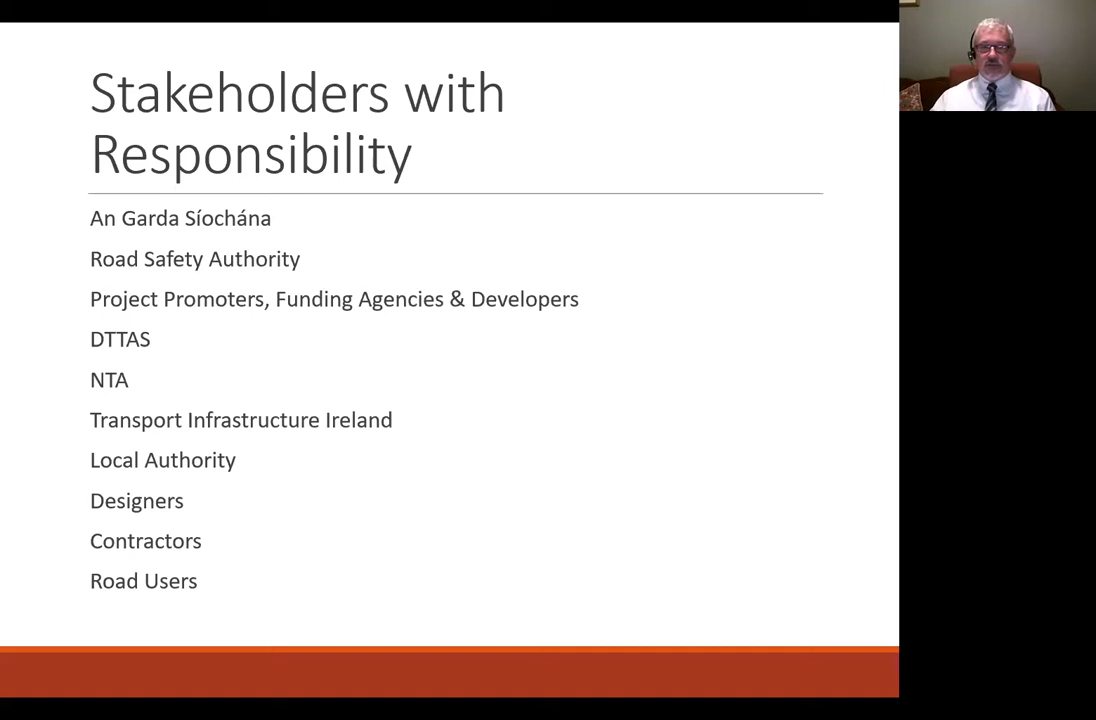 Stakeholders with
Responsibility
An Garda Síochána
Road Safety Authority
Project Promoters, Funding Agencies & Developers
DTTAS
NTA
Transport Infrastructure Ireland
Local Authority
Designers
Contractors
Road Users